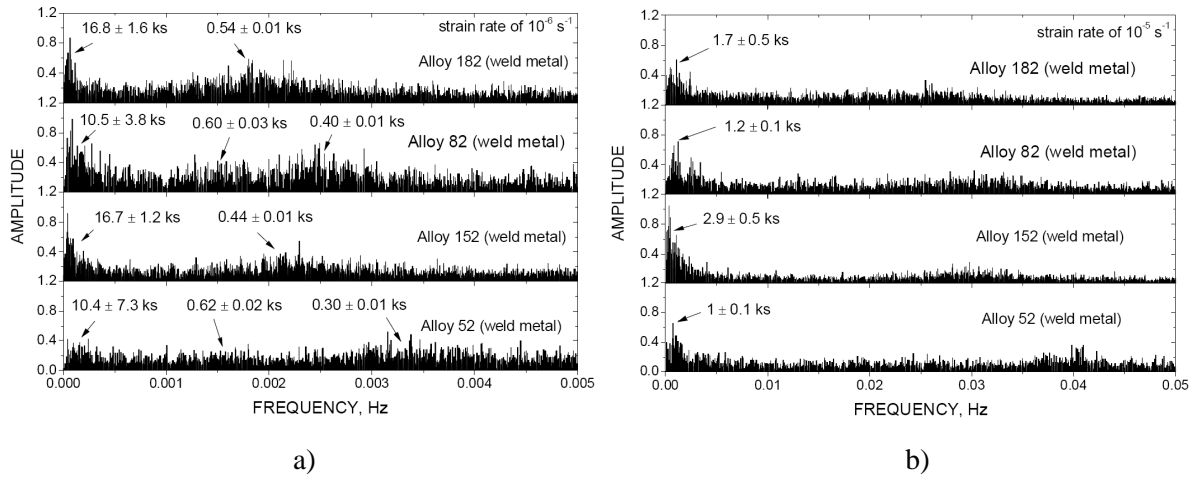 1.2
strain rate of 10⁻⁶ s⁻¹
16.8 ± 1.6 ks
0.54 ± 0.01 ks
0.8
Alloy 182 (weld metal)
0.4
1.2
10.5 ± 3.8 ks
0.60 ± 0.03 ks
0.40 ± 0.01 ks
0.8
Alloy 82 (weld metal)
0.4
1.2
16.7 ± 1.2 ks
0.44 ± 0.01 ks
0.8
Alloy 152 (weld metal)
0.4
1.2
10.4 ± 7.3 ks
0.62 ± 0.02 ks
0.30 ± 0.01 ks
0.8
Alloy 52 (weld metal)
0.4
0.0
0.000 0.001 0.002 0.003 0.004 0.005
AMPLITUDE
FREQUENCY, Hz
a)
1.2
strain rate of 10⁻⁵ s⁻¹
1.7 ± 0.5 ks
0.8
Alloy 182 (weld metal)
0.4
1.2
1.2 ± 0.1 ks
0.8
Alloy 82 (weld metal)
0.4
1.2
2.9 ± 0.5 ks
0.8
Alloy 152 (weld metal)
0.4
1.2
1 ± 0.1 ks
0.8
Alloy 52 (weld metal)
0.4
0.0
0.00 0.01 0.02 0.03 0.04 0.05
AMPLITUDE
FREQUENCY, Hz
b)